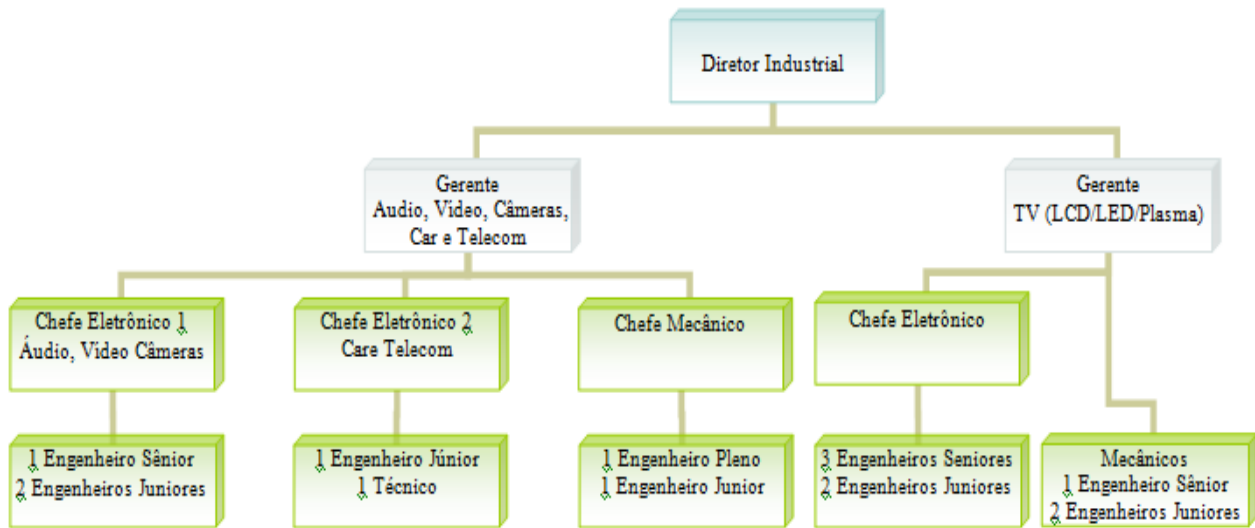 Diretor Industrial
Gerente
Audio, Video, Câmeras,
Car e Telecom
Gerente
TV (LCD/LED/Plasma)
Chefe Eletrônico 1
Áudio, Video Câmeras
Chefe Eletrônico 2
Care Telecom
Chefe Mecânico
Chefe Eletrônico
1 Engenheiro Sênior
2 Engenheiros Juniores
1 Engenheiro Júnior
1 Técnico
1 Engenheiro Pleno
1 Engenheiro Junior
3 Engenheiros Seniores
2 Engenheiros Juniores
Mecânicos
1 Engenheiro Sênior
2 Engenheiros Juniores